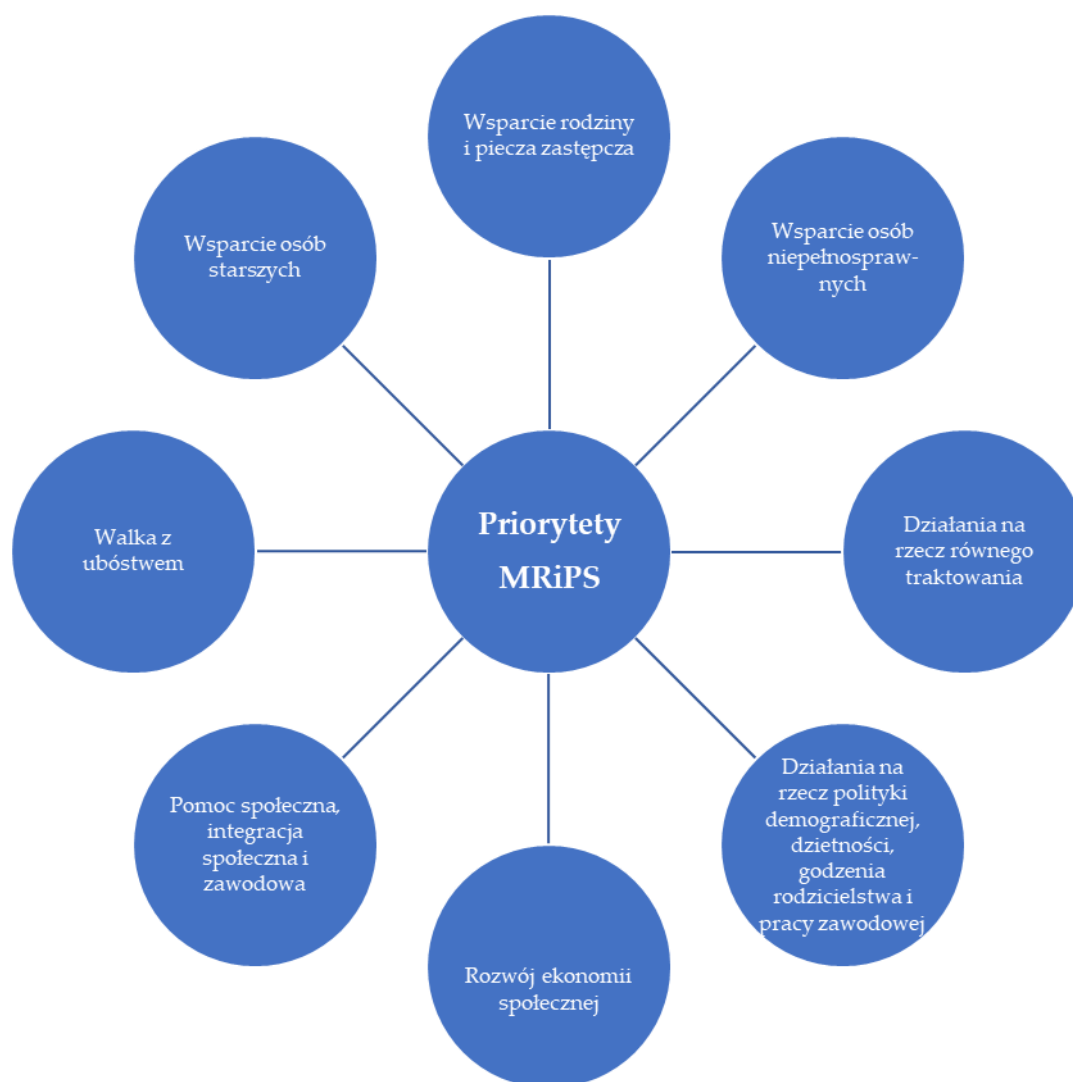 Wsparcie rodziny
i piecza zastępcza
Wsparcie osób
niepełnospraw-
nych
Działania na
rzecz równego
traktowania
Działania na
rzecz polityki
demograficznej,
dzietności,
godzenia
rodzicielstwa i
pracy zawodowej
Rozwój ekonomii
społecznej
Pomoc społeczna,
integracja
społeczna i
zawodowa
Walka z
ubóstwem
Wsparcie osób
starszych
Priorytety
MRiPS